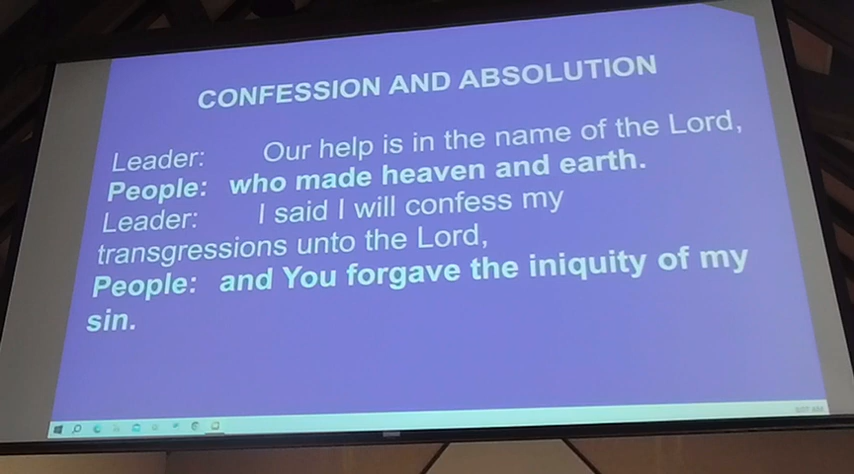 CONFESSION AND ABSOLUTION
Leader: Our help is in the name of the Lord,
People: who made heaven and earth.
Leader: I said I will confess my
transgressions unto the Lord,
People: and You forgave the iniquity of my
sin.